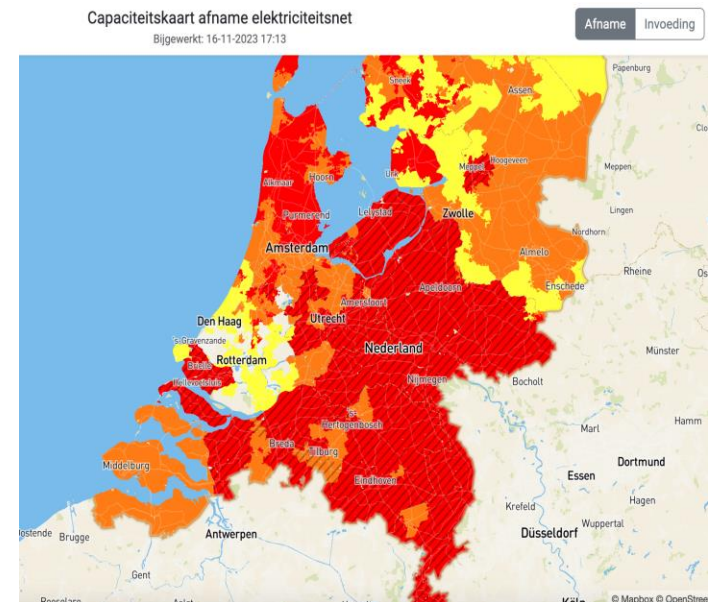 Capaciteitskaart afname elektriciteitsnet
Bijgewerkt: 16-11-2023 17:13
Afname
Invoeding
Papenburg
Sneek
Assen
Meppel
Hoogeveen
Meppen
Alkmaar
Hoorn
Lingen
Purmerend
Lelystad
Zwolle
Nordhorn
Amsterdam
Almelo
Rheine
Apeldoorn
Enschede
Amersfoort
Den Haag
Utrecht
's-Gravenzande
Rotterdam
Nederland
Münster
Brielle
Hellevoetsluis
Nijmegen
Bocholt
's-
Hertogenbosch
Marl
Hamm
Breda
Tilburg
Middelburg
Eindhoven
Essen
Dortmund
Krefeld
Hagen
Wuppertal
Düsseldorf
Oostende
Brugge
Antwerpen
Gent
Köln
© Mapbox © OpenStree